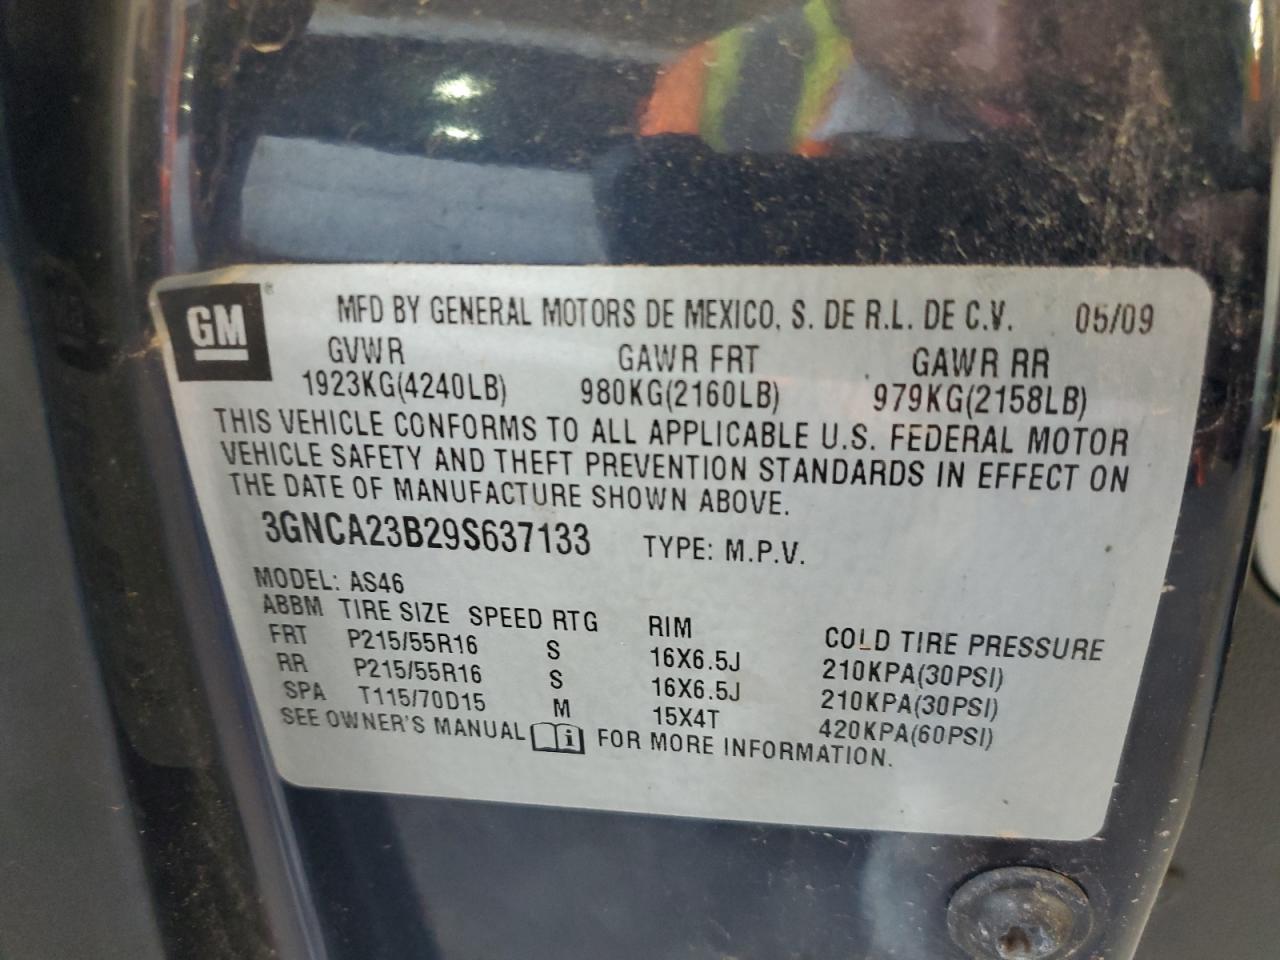 GM ® MFD BY GENERAL MOTORS DE MEXICO, S. DE R.L. DE C.V. 05/09
GVWR GAWR FRT GAWR RR
1923KG(4240LB) 980KG(2160LB) 979KG(2158LB)
THIS VEHICLE CONFORMS TO ALL APPLICABLE U.S. FEDERAL MOTOR
VEHICLE SAFETY AND THEFT PREVENTION STANDARDS IN EFFECT ON
THE DATE OF MANUFACTURE SHOWN ABOVE.
3GNCA23B29S637133 TYPE: M.P.V.
MODEL: AS46
ABBM TIRE SIZE SPEED RTG RIM COLD TIRE PRESSURE
FRT P215/55R16 S 16X6.5J 210KPA(30PSI)
RR P215/55R16 S 16X6.5J 210KPA(30PSI)
SPA T115/70D15 M 15X4T 420KPA(60PSI)
SEE OWNER'S MANUAL i FOR MORE INFORMATION.